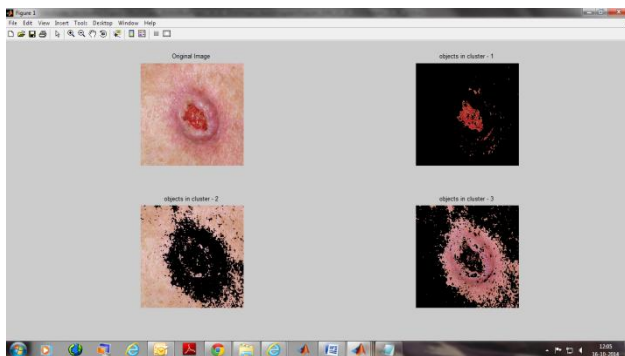 Figure 1
File Edit View Insert Tools Desktop Window Help
Original Image
objects in cluster - 1
objects in cluster - 2
objects in cluster - 3
12:05
16-10-2014